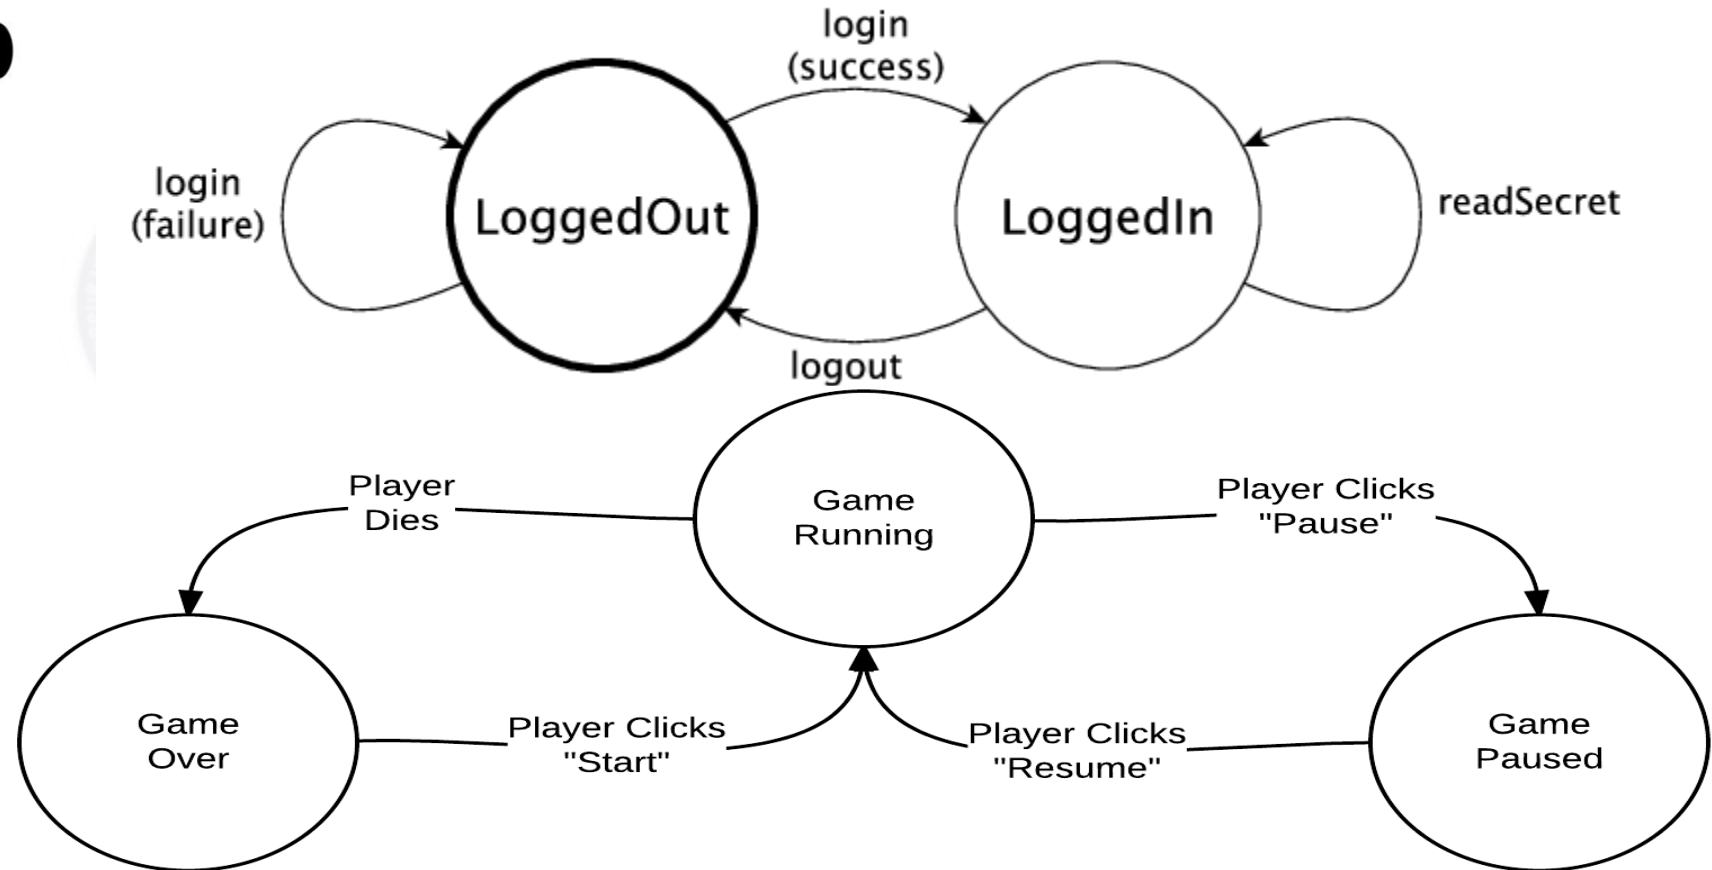 login
(success)
login
(failure)
LoggedOut
LoggedIn
readSecret
logout
Player
Dies
Game
Running
Player Clicks
"Pause"
Game
Over
Player Clicks
"Start"
Player Clicks
"Resume"
Game
Paused